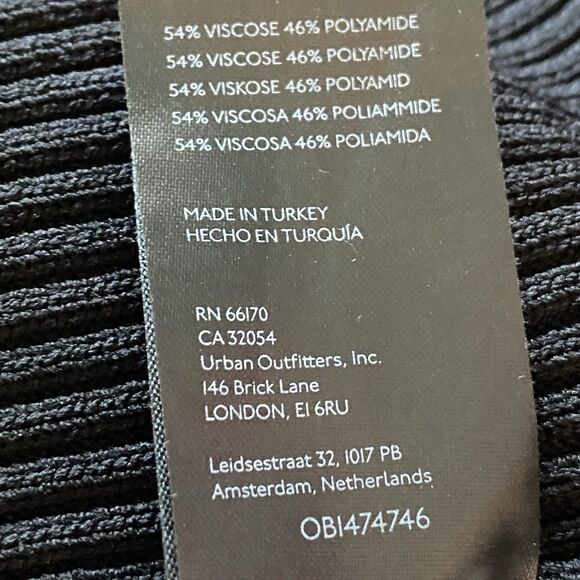 54% VISCOSE 46% POLYAMIDE
54% VISCOSE 46% POLYAMIDE
54% VISKOSE 46% POLYAMID
54% VISCOSA 46% POLIAMMIDE
54% VISCOSA 46% POLIAMIDA
MADE IN TURKEY
HECHO EN TURQUÍA
RN 66170
CA 32054
Urban Outfitters, Inc.
146 Brick Lane
LONDON, E1 6RU
Leidsestraat 32, 1017 PB
Amsterdam, Netherlands
OB1474746